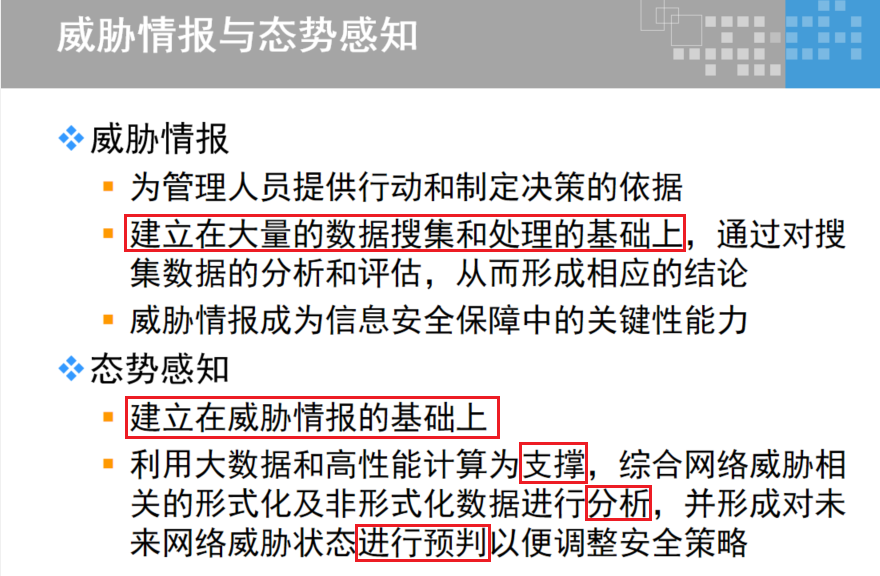 威胁情报与态势感知
威胁情报
为管理人员提供行动和制定决策的依据
建立在大量的数据搜集和处理的基础上，通过对搜
集数据的分析和评估，从而形成相应的结论
威胁情报成为信息安全保障中的关键性能力
态势感知
建立在威胁情报的基础上
利用大数据和高性能计算为支撑，综合网络威胁相
关的形式化及非形式化数据进行分析，并形成对未
来网络威胁状态进行预判以便调整安全策略